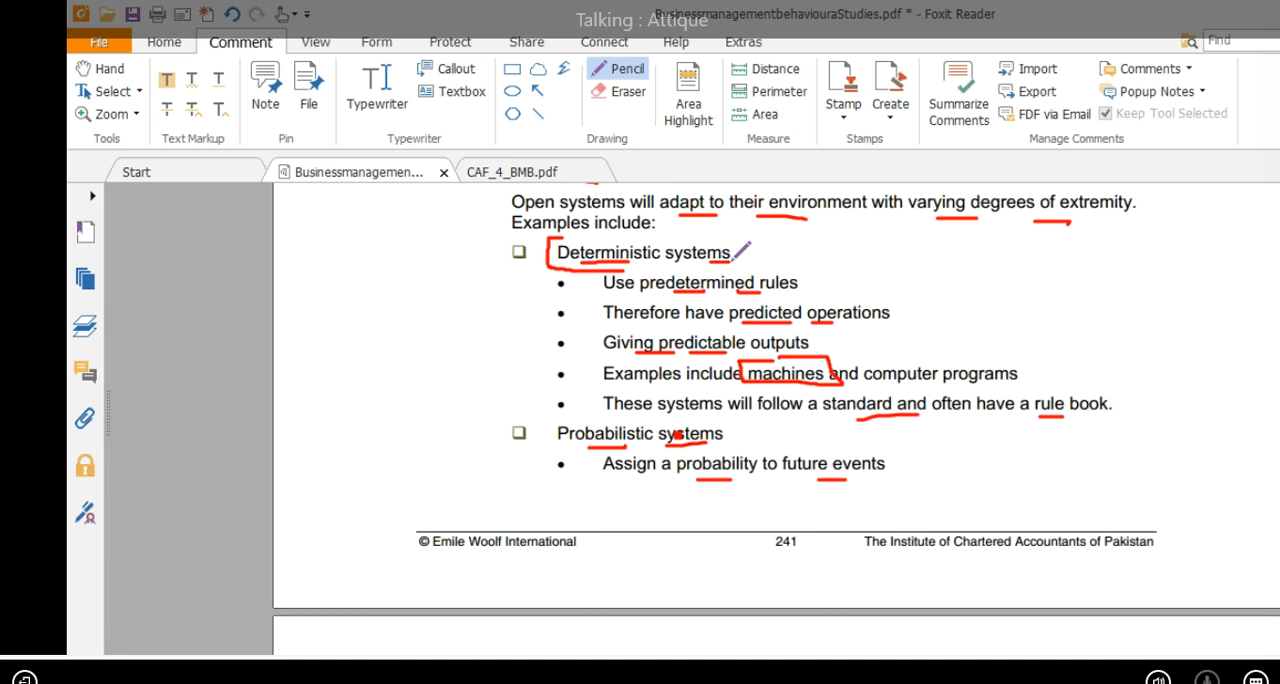 BusinessmanagementbehaviouraStudies.pdf * - Foxit Reader
Talking : Attique
File Home Comment View Form Protect Share Connect Help Extras Find
Hand Select Zoom Tools
T T T T T T Text Markup
Note File Pin
Typewriter Callout Textbox Typewriter
Pencil Eraser Area Highlight Drawing
Distance Perimeter Area Measure
Stamp Create Stamps
Summarize Comments Import Export FDF via Email Comments Popup Notes Keep Tool Selected Manage Comments
Start Businessmanagemen... CAF_4_BMB.pdf
Open systems will adapt to their environment with varying degrees of extremity.
Examples include:
Deterministic systems
• Use predetermined rules
• Therefore have predicted operations
• Giving predictable outputs
• Examples include machines and computer programs
• These systems will follow a standard and often have a rule book.
Probabilistic systems
• Assign a probability to future events
© Emile Woolf International 241 The Institute of Chartered Accountants of Pakistan